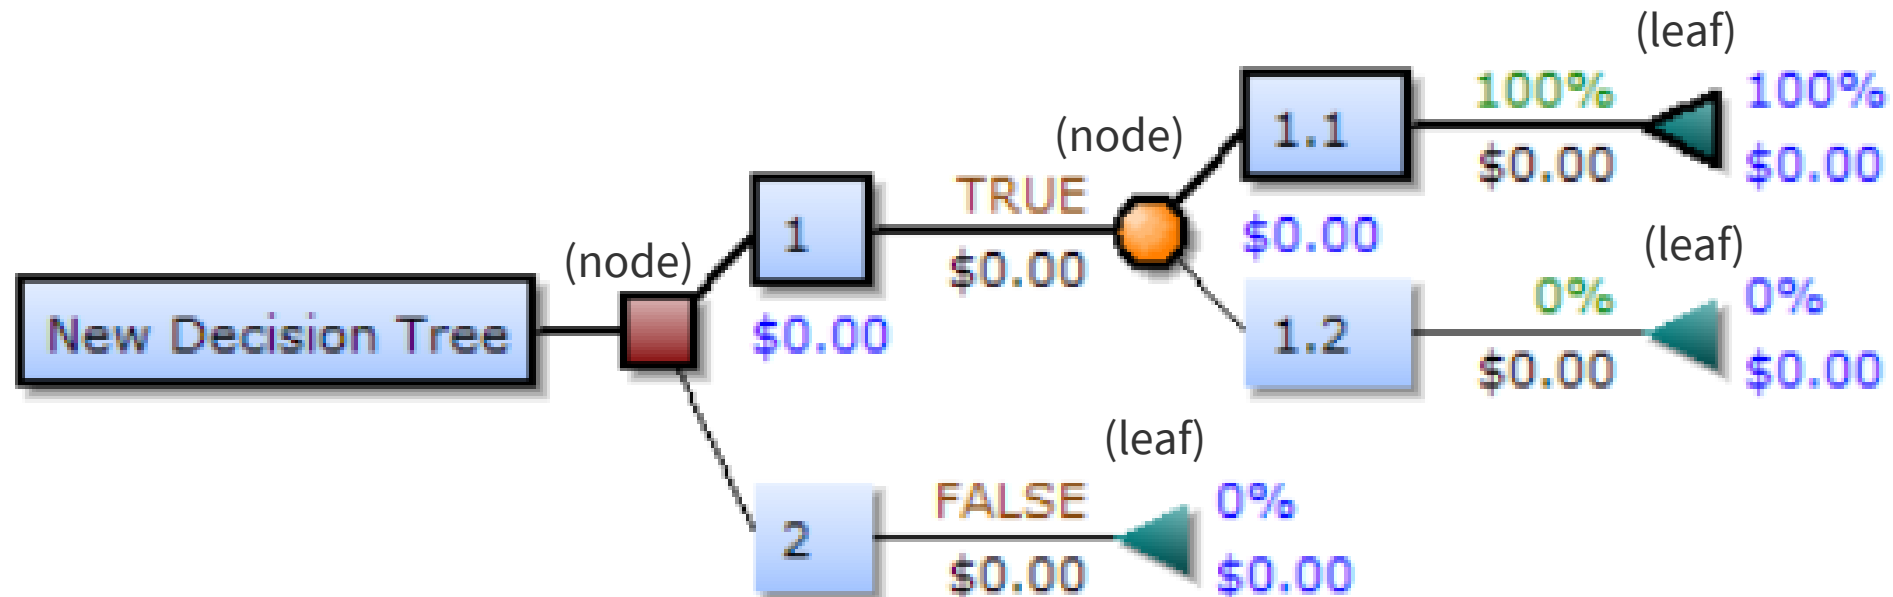 (leaf)
100% 100%
1.1
$0.00 $0.00
(node)
TRUE
1
$0.00
$0.00
(leaf)
0% 0%
1.2
$0.00 $0.00
(node)
New Decision Tree
$0.00
(leaf)
FALSE 0%
2
$0.00 $0.00